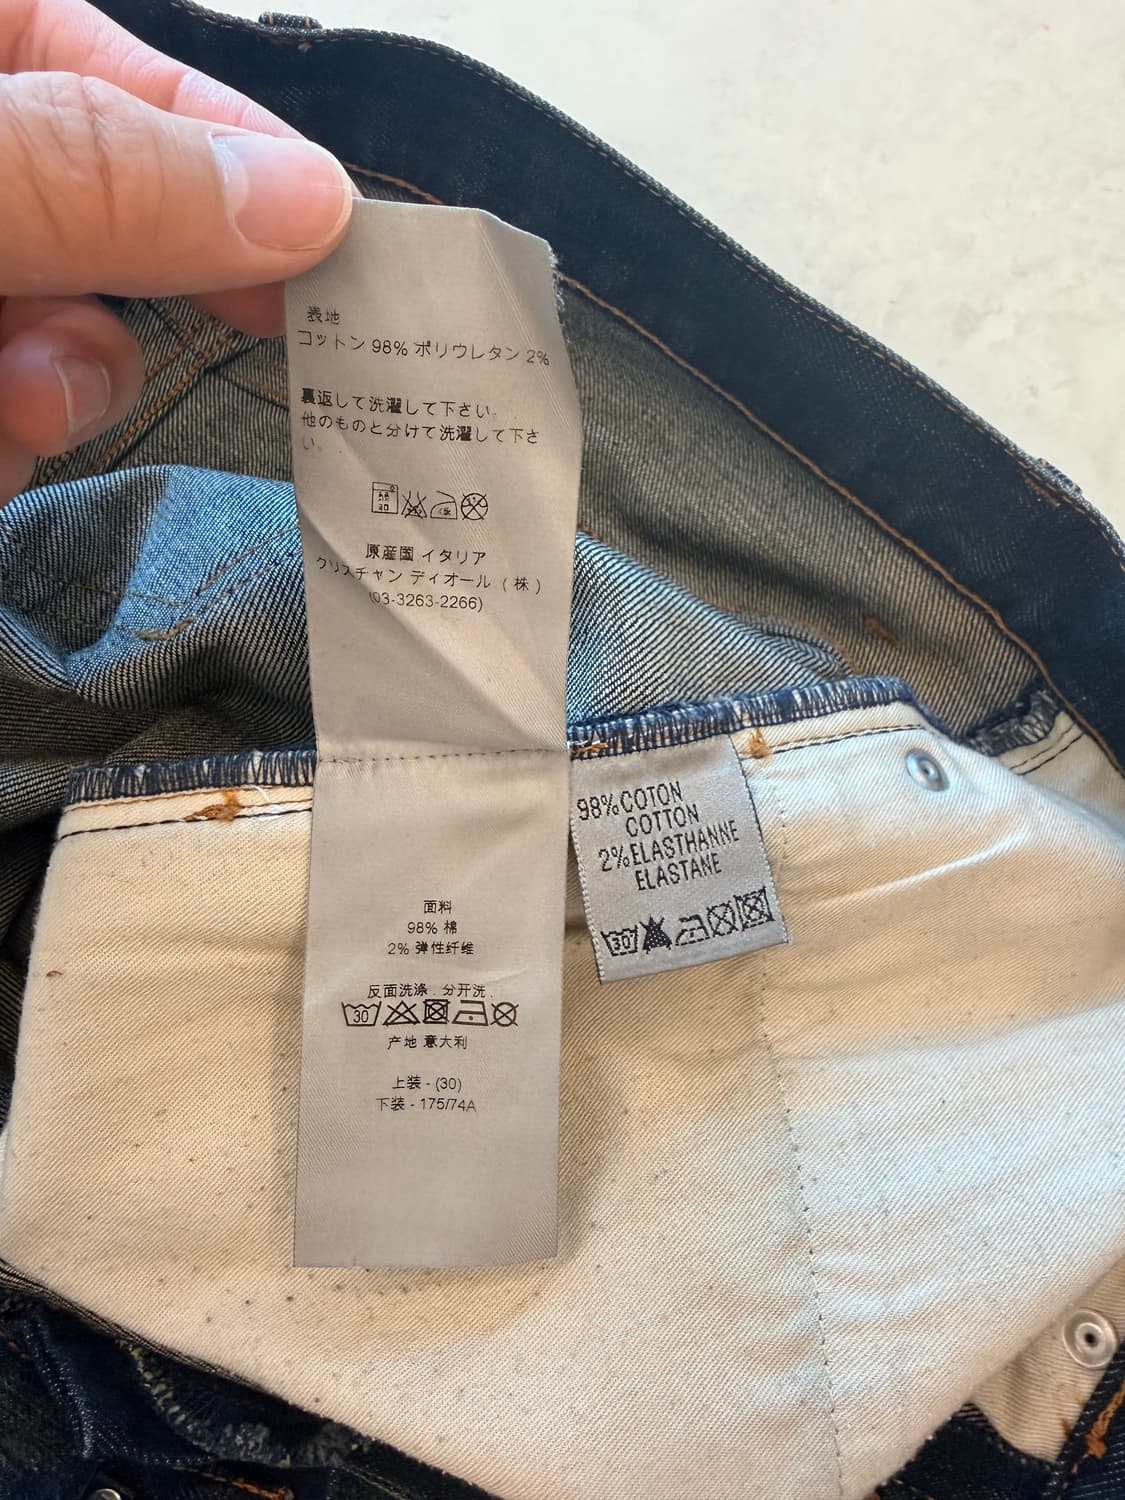 表地
コットン 98% ポリウレタン 2%
裏返して洗濯して下さい。
他のものと分けて洗濯して下さ
い。
原産国 イタリア
クリスチャン ディオール (株)
(03-3263-2266)
98%COTON
COTTON
2%ELASTHANNE
ELASTANE
30
面料
98% 棉
2% 弹性纤维
反面洗涤.分开洗.
30
产地 意大利
上装 - (30)
下装 - 175/74A